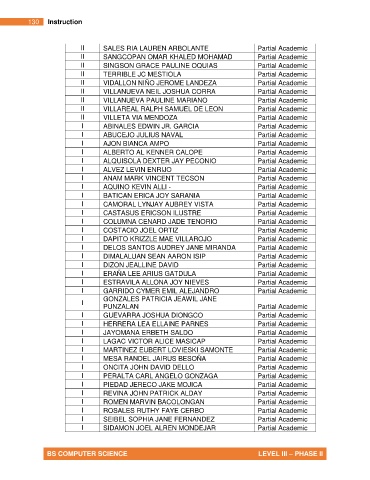 130 Instruction
II SALES RIA LAUREN ARBOLANTE Partial Academic
II SANGCOPAN OMAR KHALED MOHAMAD Partial Academic
II SINGSON GRACE PAULINE OQUIAS Partial Academic
II TERRIBLE JC MESTIOLA Partial Academic
II VIDALLON NIÑO JEROME LANDEZA Partial Academic
II VILLANUEVA NEIL JOSHUA CORRA Partial Academic
II VILLANUEVA PAULINE MARIANO Partial Academic
II VILLAREAL RALPH SAMUEL DE LEON Partial Academic
II VILLETA VIA MENDOZA Partial Academic
I ABINALES EDWIN JR. GARCIA Partial Academic
I ABUCEJO JULIUS NAVAL Partial Academic
I AJON BIANCA AMPO Partial Academic
I ALBERTO AL KENNER CALOPE Partial Academic
I ALQUISOLA DEXTER JAY PECONIO Partial Academic
I ALVEZ LEVIN ENRIJO Partial Academic
I ANAM MARK VINCENT TECSON Partial Academic
I AQUINO KEVIN ALLI - Partial Academic
I BATICAN ERICA JOY SARANIA Partial Academic
I CAMORAL LYNJAY AUBREY VISTA Partial Academic
I CASTASUS ERICSON ILUSTRE Partial Academic
I COLUMNA CENARD JADE TENORIO Partial Academic
I COSTACIO JOEL ORTIZ Partial Academic
I DAPITO KRIZZLE MAE VILLAROJO Partial Academic
I DELOS SANTOS AUDREY JANE MIRANDA Partial Academic
I DIMALALUAN SEAN AARON ISIP Partial Academic
I DIZON JEALLINE DAVID Partial Academic
I ERAÑA LEE ARIUS GATDULA Partial Academic
I ESTRAVILA ALLONA JOY NIEVES Partial Academic
I GARRIDO CYMER EMIL ALEJANDRO Partial Academic
GONZALES PATRICIA JEAWIL JANE
I PUNZALAN Partial Academic
I GUEVARRA JOSHUA DIONGCO Partial Academic
I HERRERA LEA ELLAINE PARNES Partial Academic
I JAYOMANA ERBETH SALDO Partial Academic
I LAGAC VICTOR ALICE MASICAP Partial Academic
I MARTINEZ EUBERT LOVIESKI SAMONTE Partial Academic
I MESA RANDEL JAIRUS BESOÑA Partial Academic
I ONCITA JOHN DAVID DELLO Partial Academic
I PERALTA CARL ANGELO GONZAGA Partial Academic
I PIEDAD JERECO JAKE MOJICA Partial Academic
I REVINA JOHN PATRICK ALDAY Partial Academic
I ROMEN MARVIN BACOLONGAN Partial Academic
I ROSALES RUTHY FAYE CERBO Partial Academic
I SEIBEL SOPHIA JANE FERNANDEZ Partial Academic
I SIDAMON JOEL ALREN MONDEJAR Partial Academic
BS COMPUTER SCIENCE LEVEL III – PHASE II